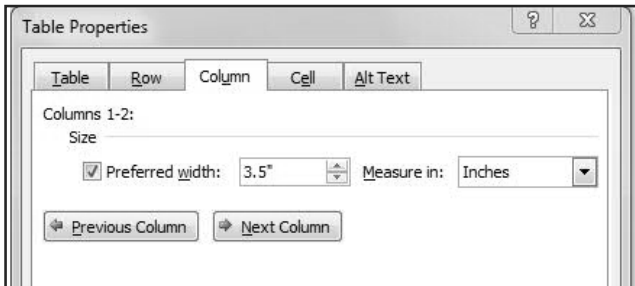 Table Properties
Table Row Column Cell Alt Text
Columns 1-2:
Size
Preferred width: 3.5" Measure in: Inches
Previous Column Next Column